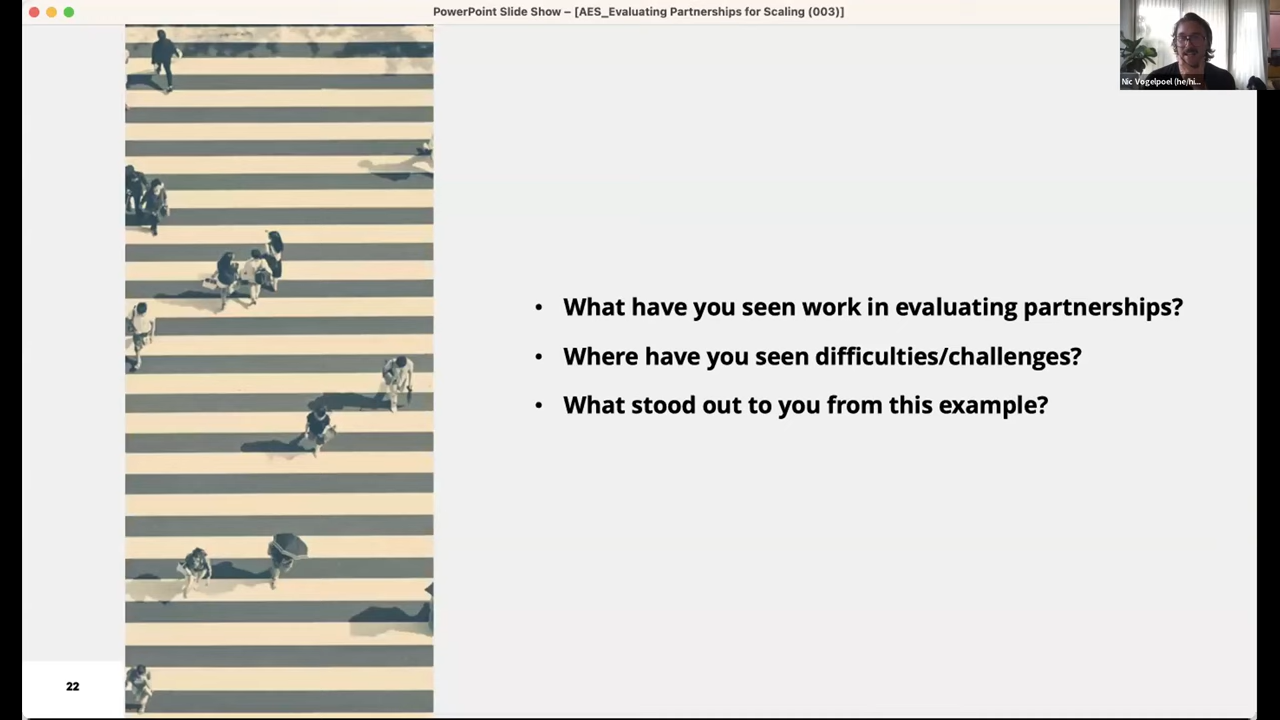 PowerPoint Slide Show – [AES_Evaluating Partnerships for Scaling (003)]
Nic Vogelpoel (he/hi...
• What have you seen work in evaluating partnerships?
• Where have you seen difficulties/challenges?
• What stood out to you from this example?
22